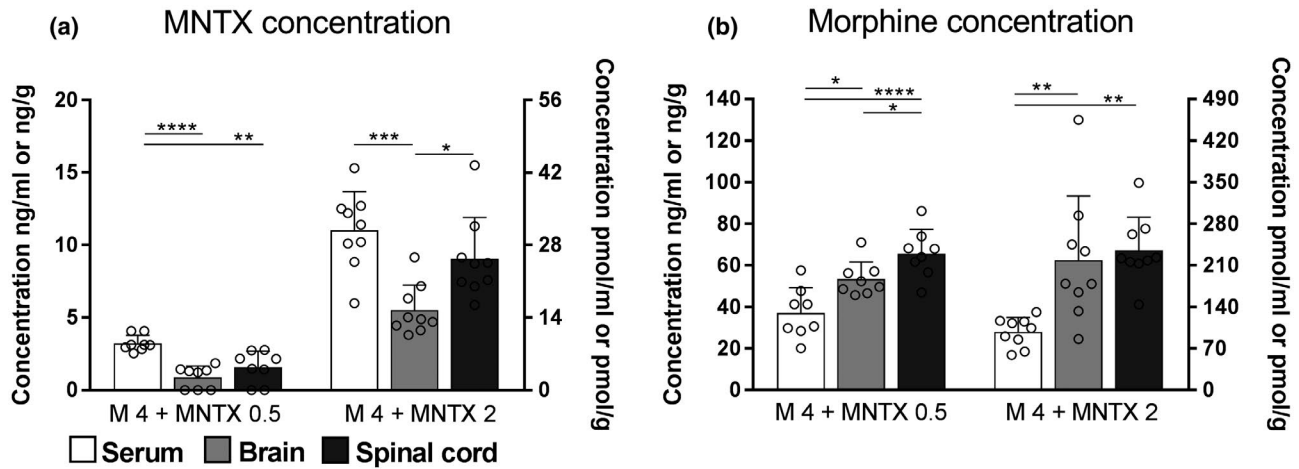 (a)
MNTX concentration
Concentration ng/ml or ng/g
20
15
10
5
0
****
**
***
*
56
42
28
14
0
Concentration pmol/ml or pmol/g
M 4 + MNTX 0.5
M 4 + MNTX 2
Serum
Brain
Spinal cord
(b)
Morphine concentration
Concentration ng/ml or ng/g
140
120
100
80
60
40
20
0
*
****
*
**
**
490
420
350
280
210
140
70
0
Concentration pmol/ml or pmol/g
M 4 + MNTX 0.5
M 4 + MNTX 2